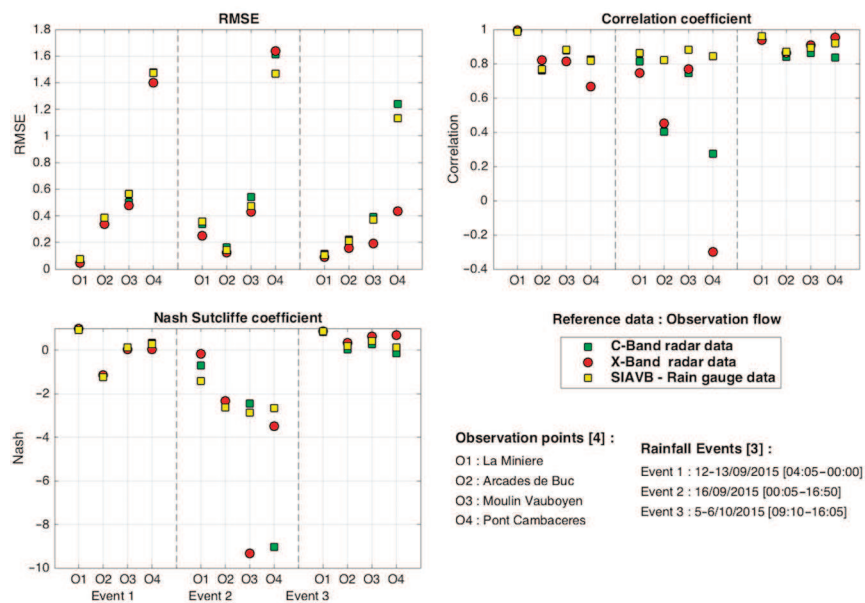 RMSE
1.8
1.6
1.4
1.2
1
0.8
0.6
0.4
0.2
0
RMSE
O1 O2 O3 O4 O1 O2 O3 O4 O1 O2 O3 O4
Correlation coefficient
1
0.8
0.6
0.4
0.2
0
−0.2
−0.4
Correlation
O1 O2 O3 O4 O1 O2 O3 O4 O1 O2 O3 O4
Nash Sutcliffe coefficient
0
−2
−4
−6
−8
−10
Nash
O1 O2 O3 O4 O1 O2 O3 O4 O1 O2 O3 O4
Event 1 Event 2 Event 3
Reference data : Observation flow
C-Band radar data
X-Band radar data
SIAVB - Rain gauge data
Observation points [4] :
O1 : La Miniere
O2 : Arcades de Buc
O3 : Moulin Vauboyen
O4 : Pont Cambaceres
Rainfall Events [3] :
Event 1 : 12−13/09/2015 [04:05−00:00]
Event 2 : 16/09/2015 [00:05−16:50]
Event 3 : 5−6/10/2015 [09:10−16:05]